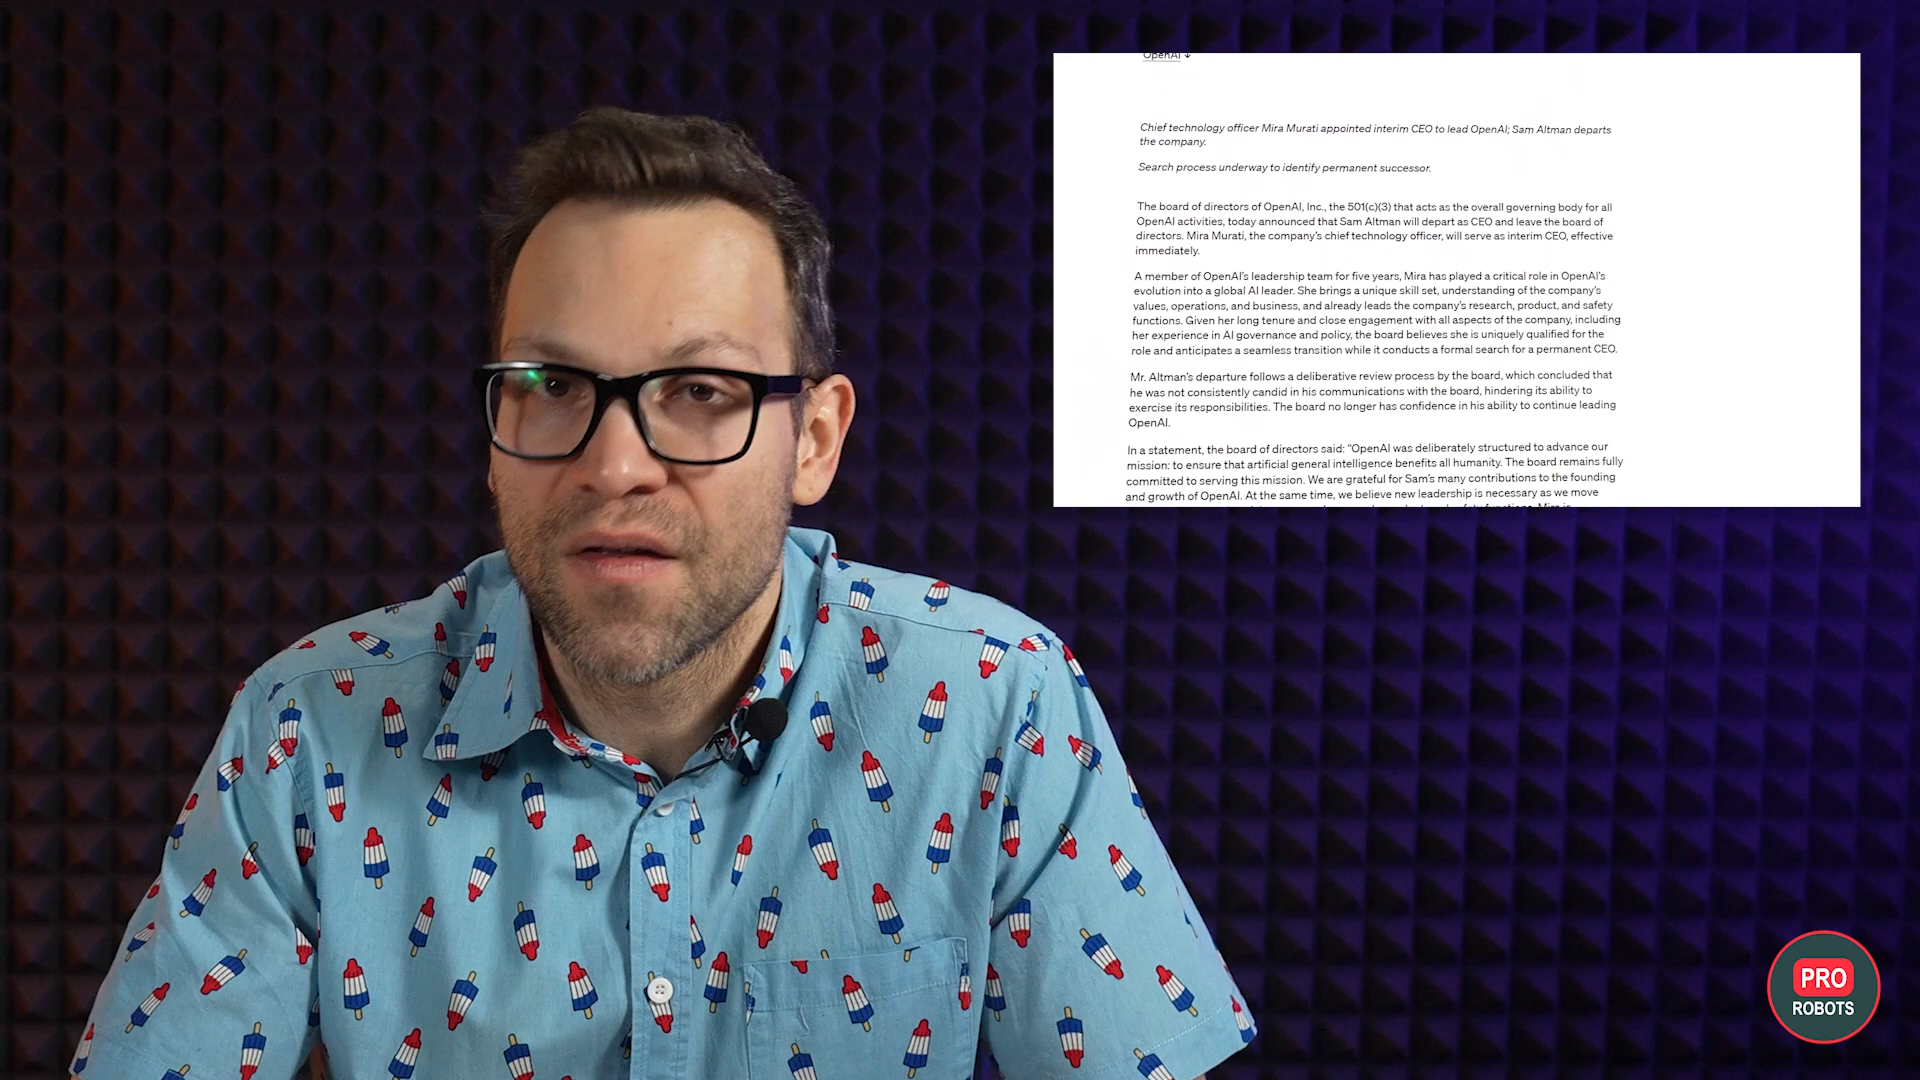 OpenAI ↓
Chief technology officer Mira Murati appointed interim CEO to lead OpenAI; Sam Altman departs
the company.
Search process underway to identify permanent successor.
The board of directors of OpenAI, Inc., the 501(c)(3) that acts as the overall governing body for all
OpenAI activities, today announced that Sam Altman will depart as CEO and leave the board of
directors. Mira Murati, the company's chief technology officer, will serve as interim CEO, effective
immediately.
A member of OpenAI's leadership team for five years, Mira has played a critical role in OpenAI's
evolution into a global AI leader. She brings a unique skill set, understanding of the company's
values, operations, and business, and already leads the company's research, product, and safety
functions. Given her long tenure and close engagement with all aspects of the company, including
her experience in AI governance and policy, the board believes she is uniquely qualified for the
role and anticipates a seamless transition while it conducts a formal search for a permanent CEO.
Mr. Altman's departure follows a deliberative review process by the board, which concluded that
he was not consistently candid in his communications with the board, hindering its ability to
exercise its responsibilities. The board no longer has confidence in his ability to continue leading
OpenAI.
In a statement, the board of directors said: "OpenAI was deliberately structured to advance our
mission: to ensure that artificial general intelligence benefits all humanity. The board remains fully
committed to serving this mission. We are grateful for Sam's many contributions to the founding
and growth of OpenAI. At the same time, we believe new leadership is necessary as we move
PRO
ROBOTS